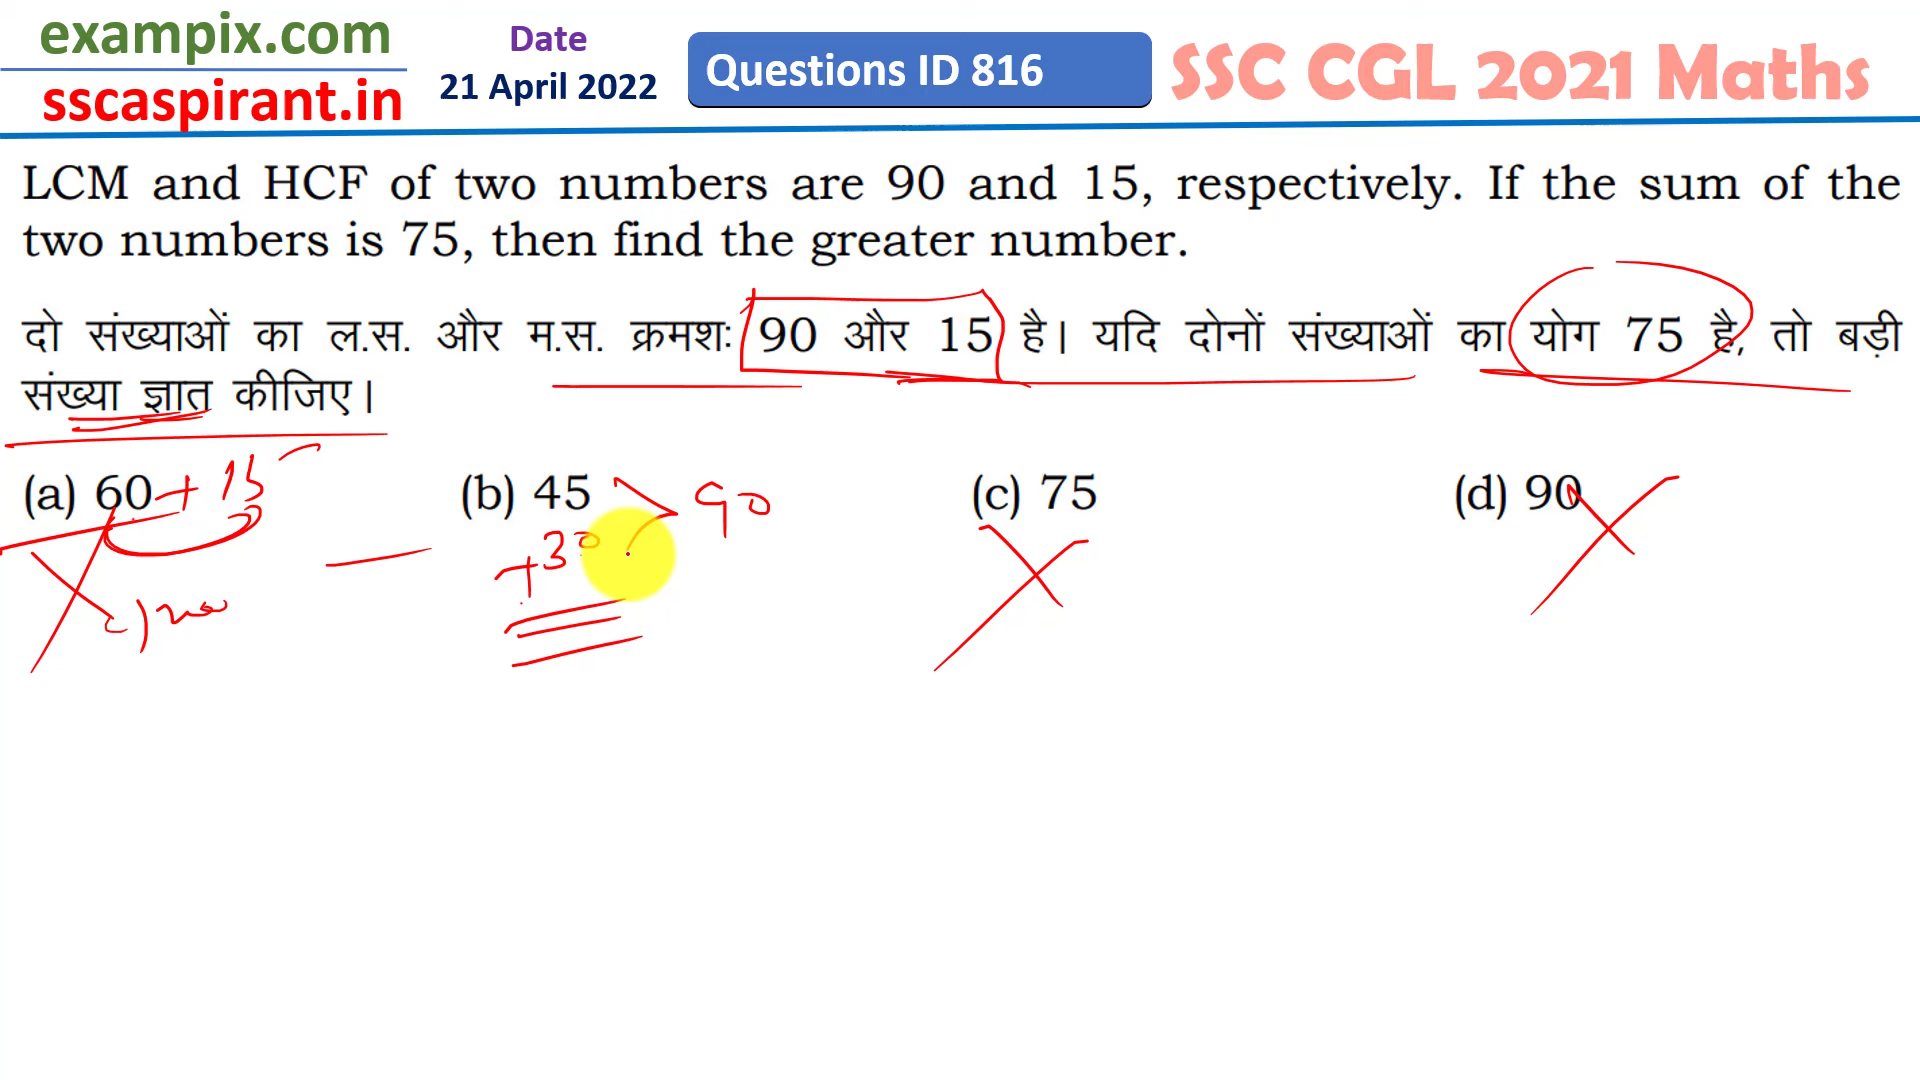 exampix.com
sscaspirant.in
Date
21 April 2022
Questions ID 816
SSC CGL 2021 Maths
LCM and HCF of two numbers are 90 and 15, respectively. If the sum of the
two numbers is 75, then find the greater number.
दो संख्याओं का ल.स. और म.स. क्रमशः 90 और 15 है। यदि दोनों संख्याओं का योग 75 है, तो बड़ी
संख्या ज्ञात कीजिए।
(a) 60 + 15
(b) 45 90
+30
(c) 75
(d) 90